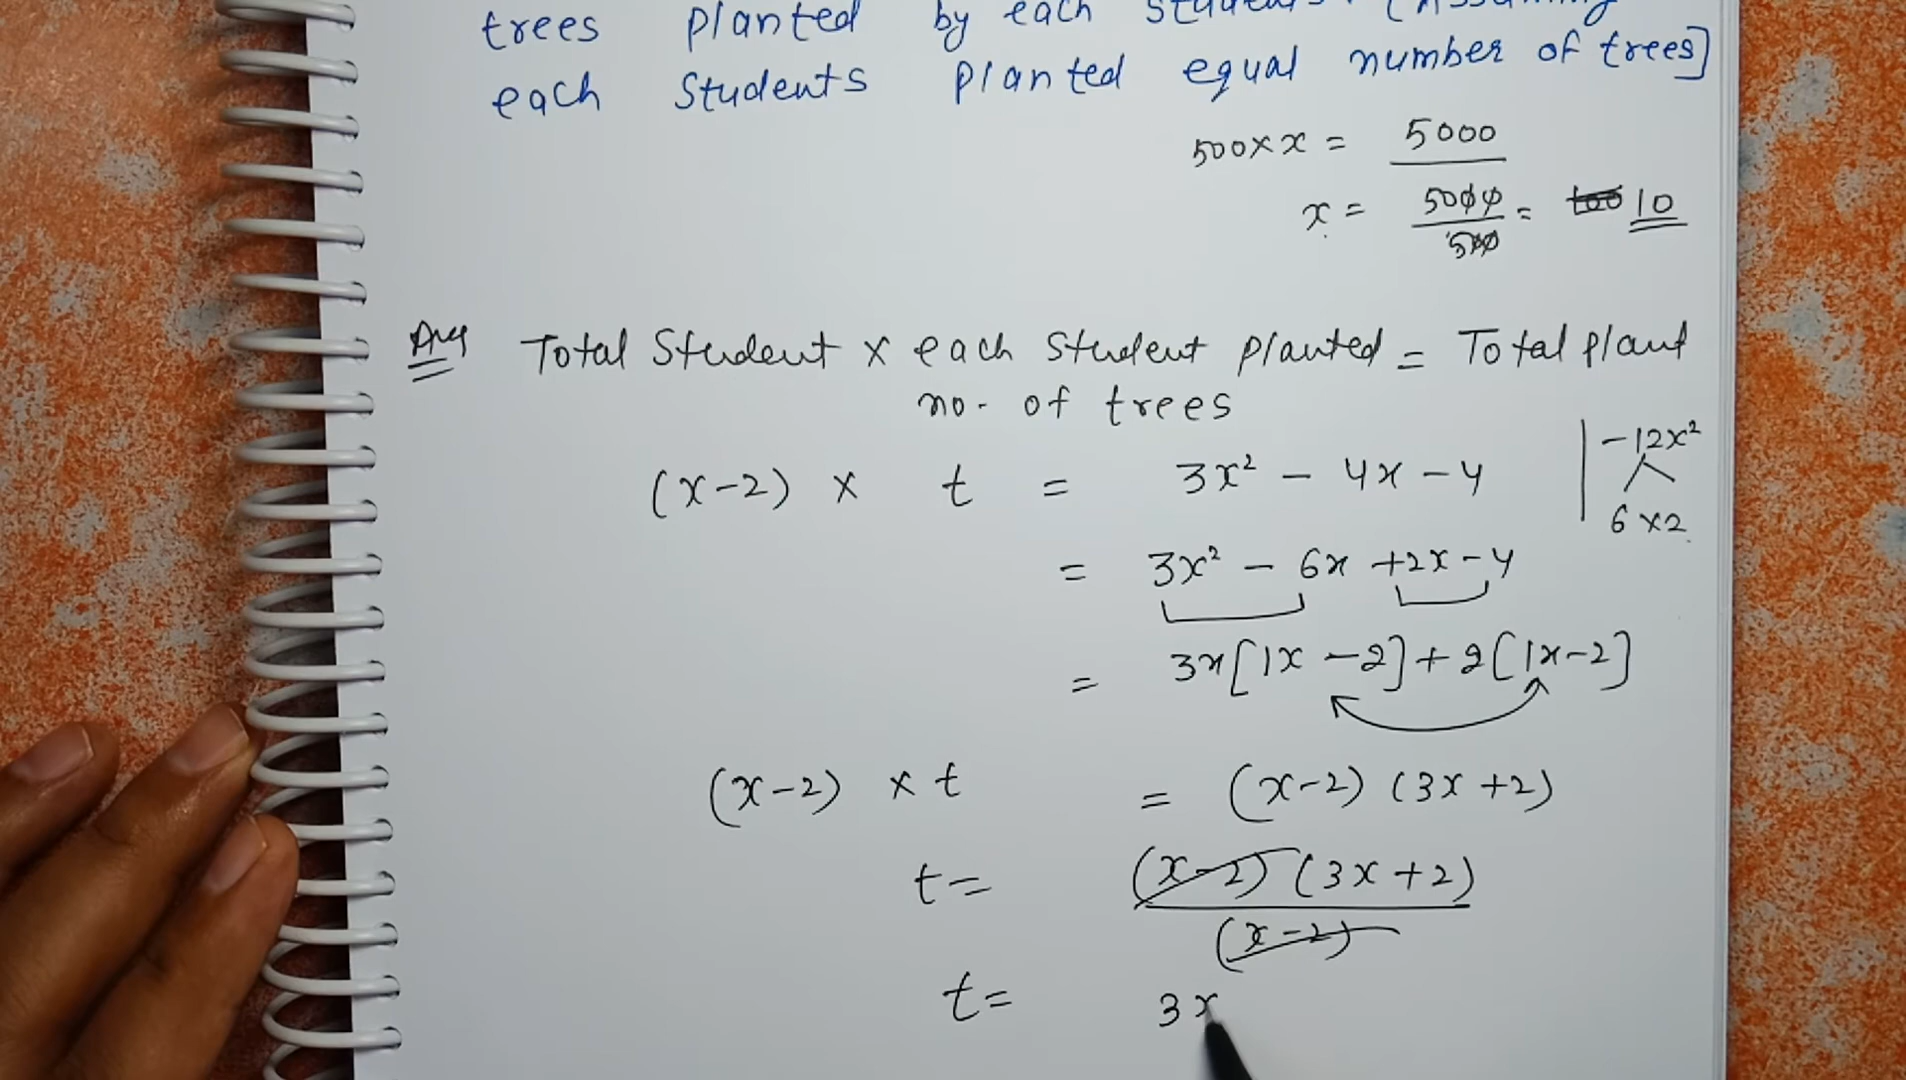 trees planted by each students. (Assuming
each Students planted equal number of trees]
500 × x = 5000
x = 5000/500 = 10
Ans Total Student × each student planted = Total plant
no. of trees
(x-2) × t = 3x² - 4x - 4
-12x²
6 × 2
= 3x² - 6x + 2x - 4
= 3x[1x - 2] + 2[1x - 2]
(x-2) × t = (x-2) (3x+2)
t = (x-2)(3x+2)/(x-2)
t = 3x